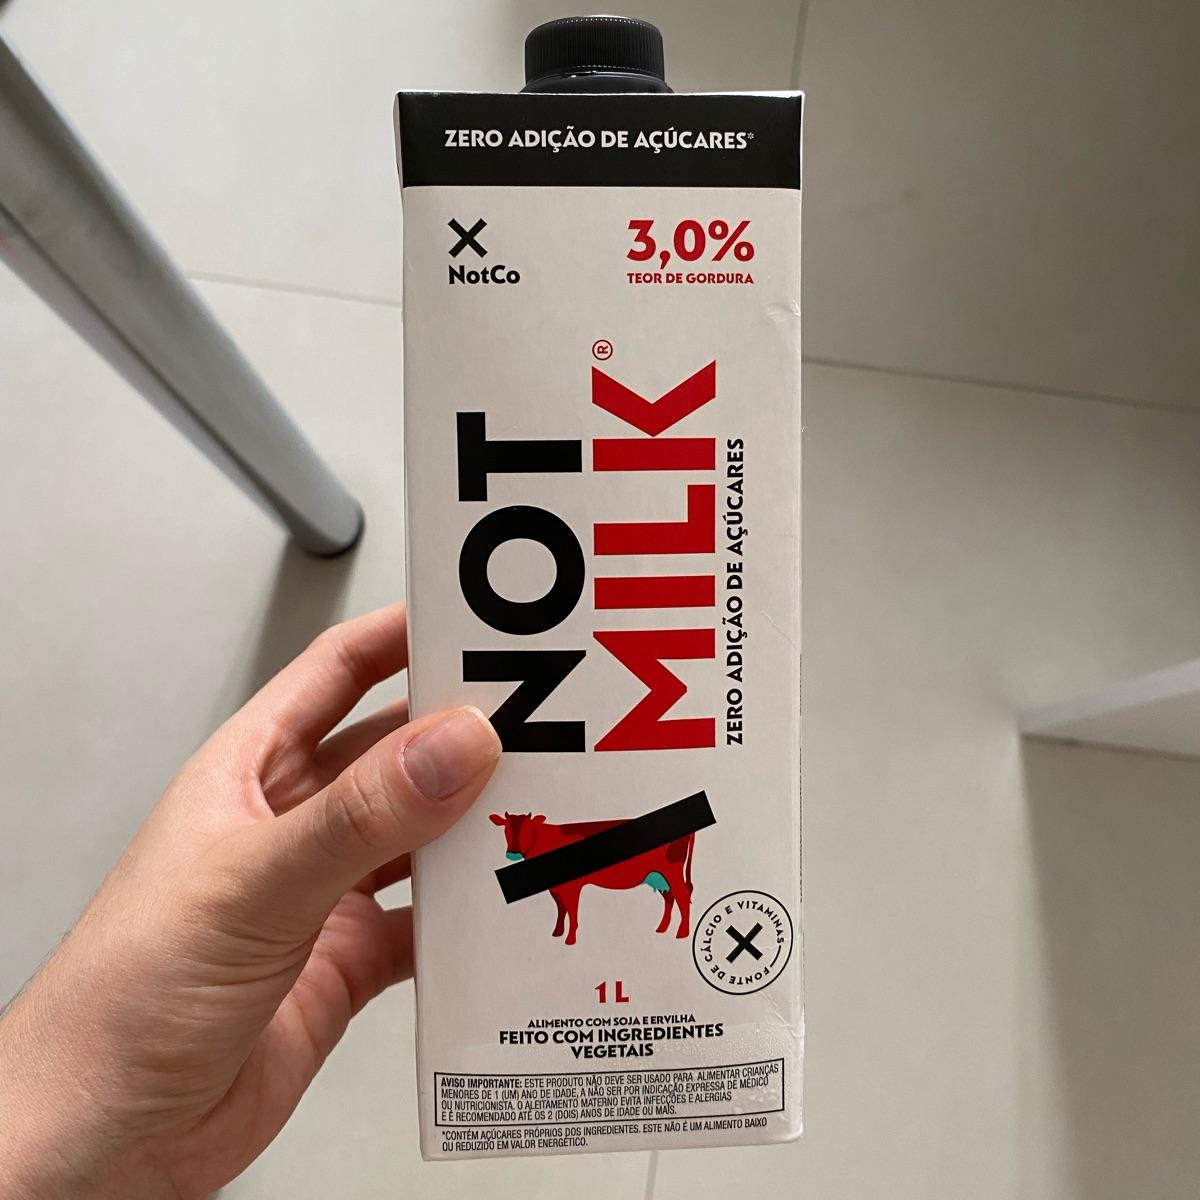 ZERO ADIÇÃO DE AÇÚCARES*
NotCo
3,0%
TEOR DE GORDURA
NOT
MILK®
ZERO ADIÇÃO DE AÇÚCARES
FONTE DE CÁLCIO E VITAMINAS
1 L
ALIMENTO COM SOJA E ERVILHA
FEITO COM INGREDIENTES
VEGETAIS
AVISO IMPORTANTE: ESTE PRODUTO NÃO DEVE SER USADO PARA ALIMENTAR CRIANÇAS
MENORES DE 1 (UM) ANO DE IDADE, A NÃO SER POR INDICAÇÃO EXPRESSA DE MÉDICO
OU NUTRICIONISTA. O ALEITAMENTO MATERNO EVITA INFECÇÕES E ALERGIAS
E É RECOMENDADO ATÉ OS 2 (DOIS) ANOS DE IDADE OU MAIS.
*CONTÉM AÇÚCARES PRÓPRIOS DOS INGREDIENTES. ESTE NÃO É UM ALIMENTO BAIXO
OU REDUZIDO EM VALOR ENERGÉTICO.